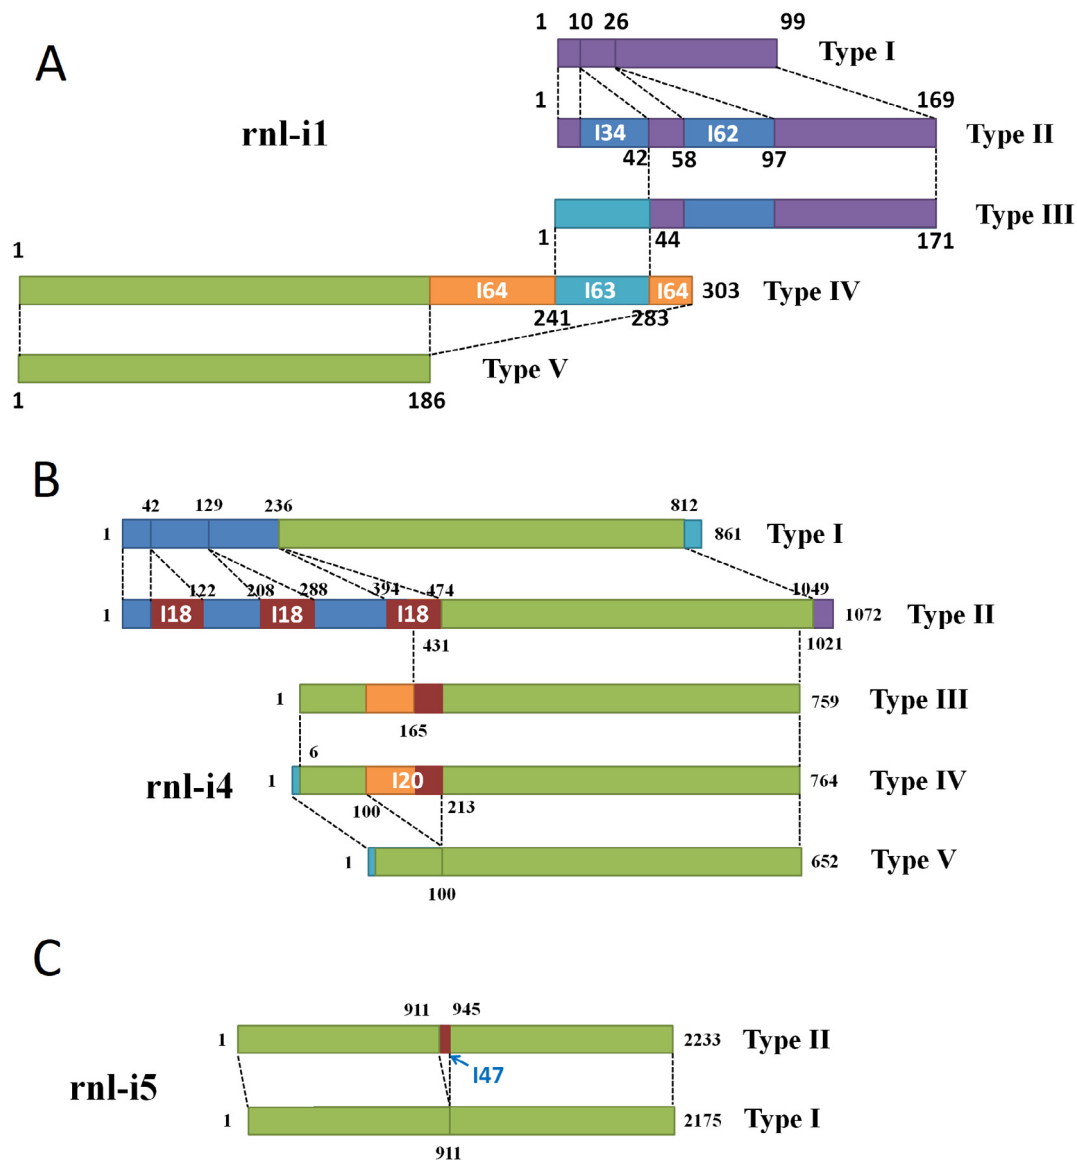 A
1 10 26 99
Type I
1 169
rnl-i1
I34 I62
Type II
42 58 97
Type III
1 44 171
1
I64 I63 I64 303 Type IV
241 283
Type V
1 186
B
42 129 236 812
1 861 Type I
122 208 288 394 474 1049
1 I18 I18 I18 1072 Type II
431 1021
1 759 Type III
165
6
rnl-i4 1 I20 764 Type IV
100 213
1 652 Type V
100
C
911 945
1 2233 Type II
I47
rnl-i5
1 2175 Type I
911